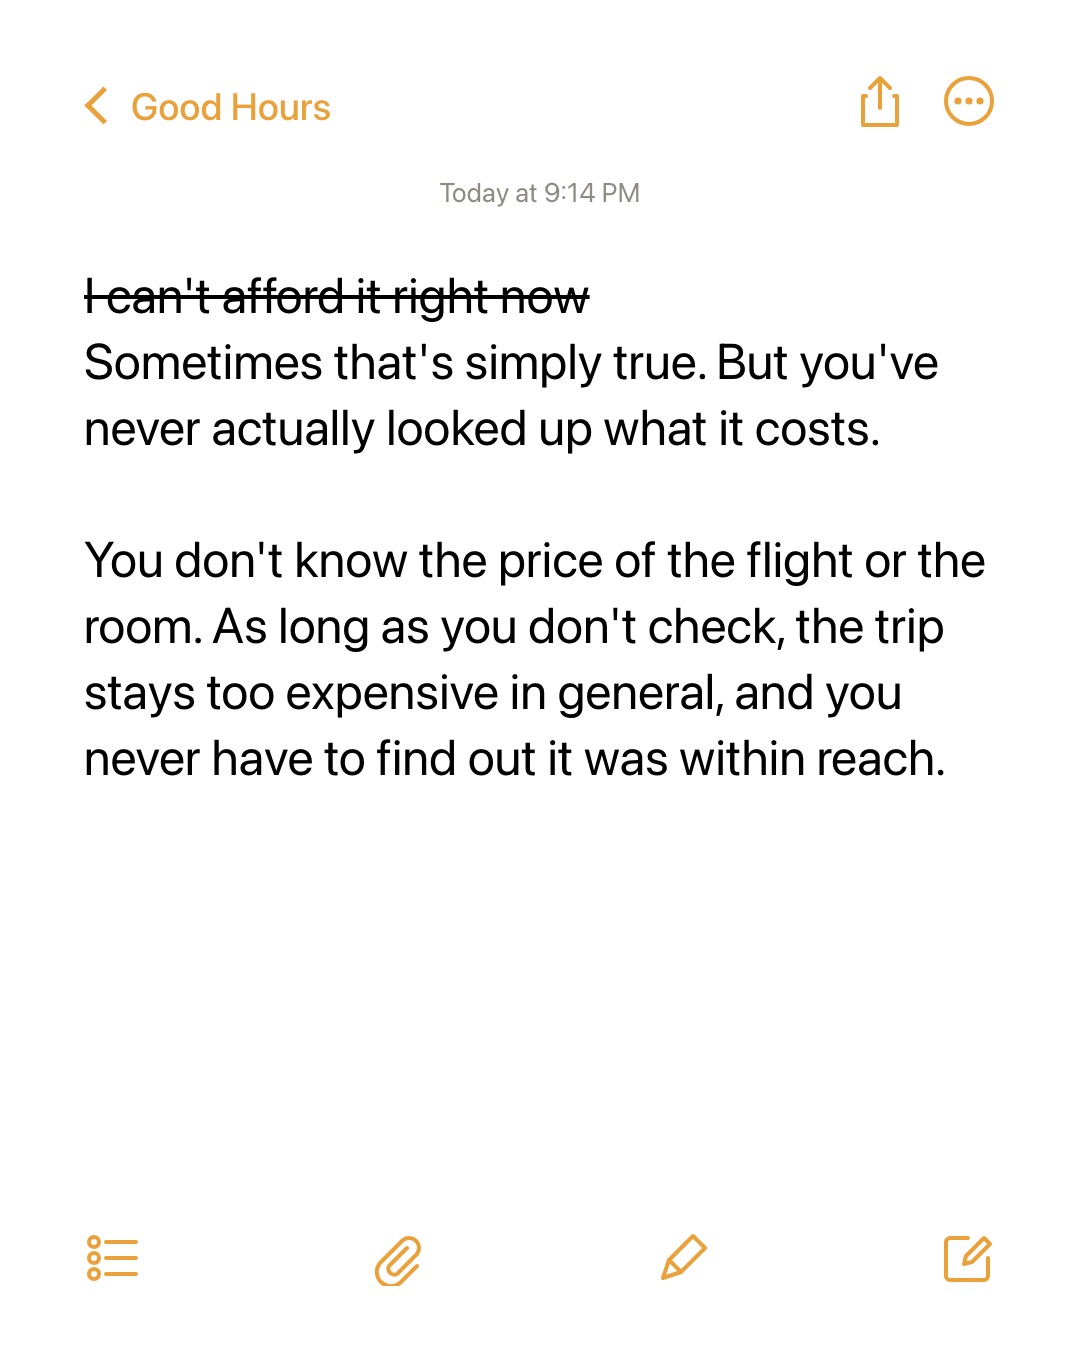 Good Hours
Today at 9:14 PM
I can't afford it right now
Sometimes that's simply true. But you've
never actually looked up what it costs.
You don't know the price of the flight or the
room. As long as you don't check, the trip
stays too expensive in general, and you
never have to find out it was within reach.